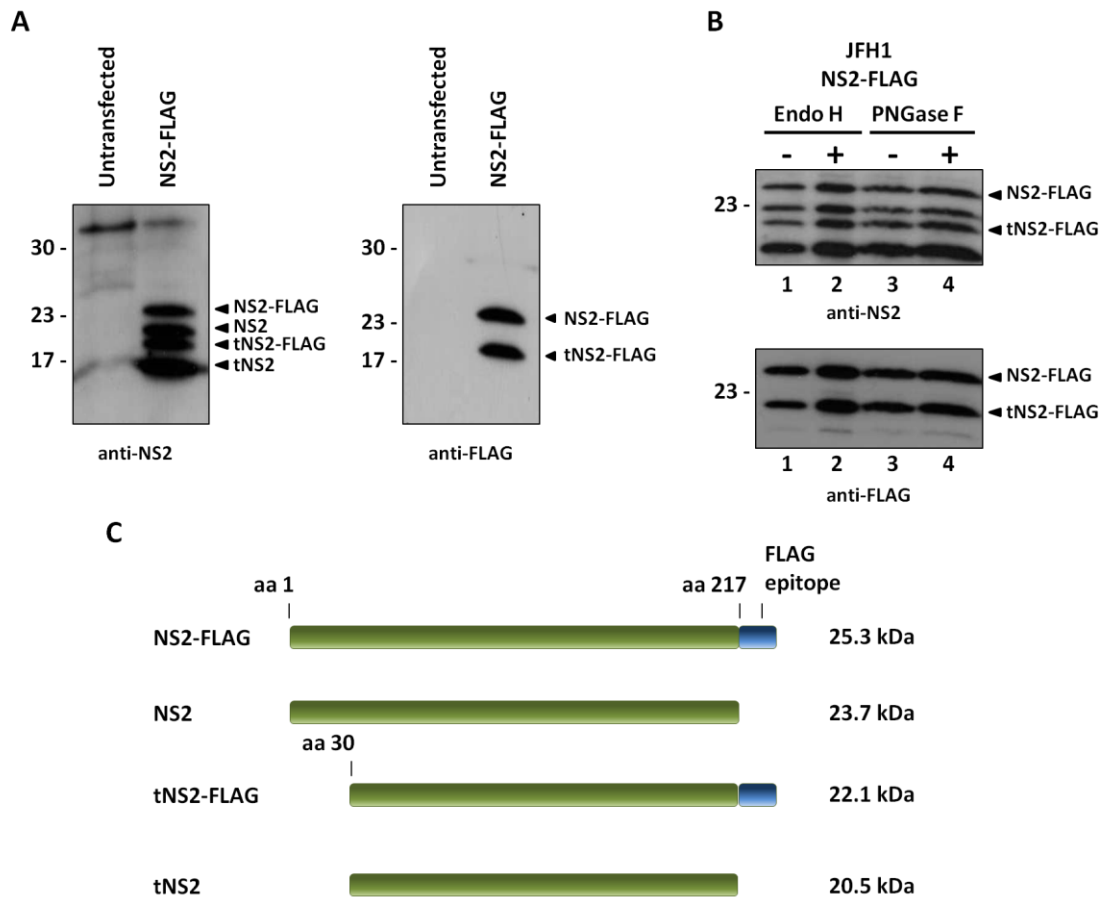 A
Untransfected
NS2-FLAG
30 -
23 -
17 -
NS2-FLAG
NS2
tNS2-FLAG
tNS2
anti-NS2
Untransfected
NS2-FLAG
30 -
23 -
17 -
NS2-FLAG
tNS2-FLAG
anti-FLAG
B
JFH1
NS2-FLAG
Endo H PNGase F
- + - +
23 -
NS2-FLAG
tNS2-FLAG
1 2 3 4
anti-NS2
23 -
NS2-FLAG
tNS2-FLAG
1 2 3 4
anti-FLAG
C
aa 1
aa 217
FLAG
epitope
NS2-FLAG 25.3 kDa
NS2 23.7 kDa
aa 30
tNS2-FLAG 22.1 kDa
tNS2 20.5 kDa